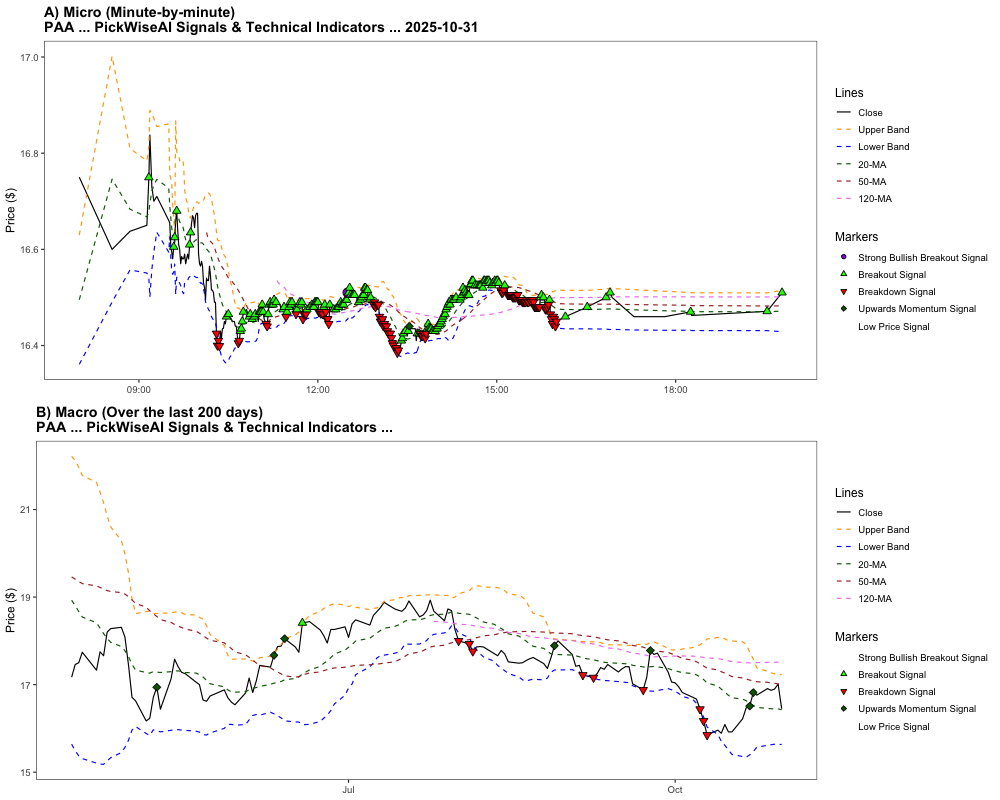 A) Micro (Minute-by-minute)
PAA ... PickWiseAI Signals & Technical Indicators ... 2025-10-31
Price ($)
17.0
16.8
16.6
16.4
09:00
12:00
15:00
18:00
Lines
Close
Upper Band
Lower Band
20-MA
50-MA
120-MA
Markers
Strong Bullish Breakout Signal
Breakout Signal
Breakdown Signal
Upwards Momentum Signal
Low Price Signal
B) Macro (Over the last 200 days)
PAA ... PickWiseAI Signals & Technical Indicators ...
Price ($)
21
19
17
15
Jul
Oct
Lines
Close
Upper Band
Lower Band
20-MA
50-MA
120-MA
Markers
Strong Bullish Breakout Signal
Breakout Signal
Breakdown Signal
Upwards Momentum Signal
Low Price Signal